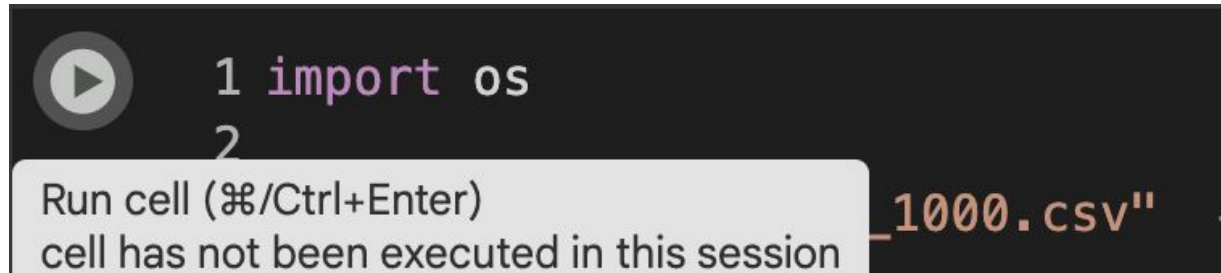 1 import os
2
Run cell (⌘/Ctrl+Enter)
cell has not been executed in this session
_1000.csv"